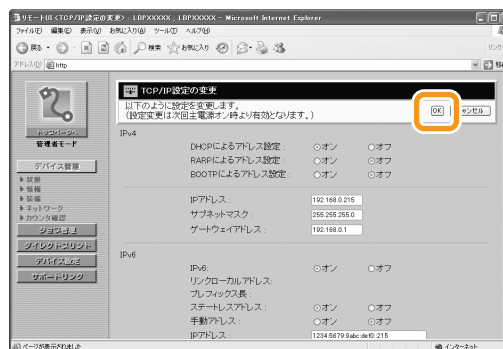 リモートUI <TCP/IP設定の変更> : LBPXXXXX ; LBPXXXXX - Microsoft Internet Explorer
ファイル(F) 編集(E) 表示(V) お気に入り(A) ツール(T) ヘルプ(H)
戻る 検索 お気に入り
アドレス(D) http
TCP/IP設定の変更
以下のように設定を変更します。
(設定変更は次回主電源オン時より有効となります。)
OK
トップページへ
管理者モード
デバイス管理
状態
情報
装備
ネットワーク
カウンタ確認
ジョブ管理
ダイレクトプリント
デバイス設定
サポートリンク
IPv4
DHCPによるアドレス設定 : オン オフ
RARPによるアドレス設定 : オン オフ
BOOTPによるアドレス設定 : オン オフ
IPアドレス : 192.168.0.215
サブネットマスク : 255.255.255.0
ゲートウェイアドレス : 192.168.0.1
IPv6
IPv6: オン オフ
リンクローカルアドレス:
プレフィックス長 :
ステートレスアドレス : オン オフ
手動アドレス : オン オフ
IPアドレス : 1234:5679:9abc:def0::215
ページが表示されました
インターネット